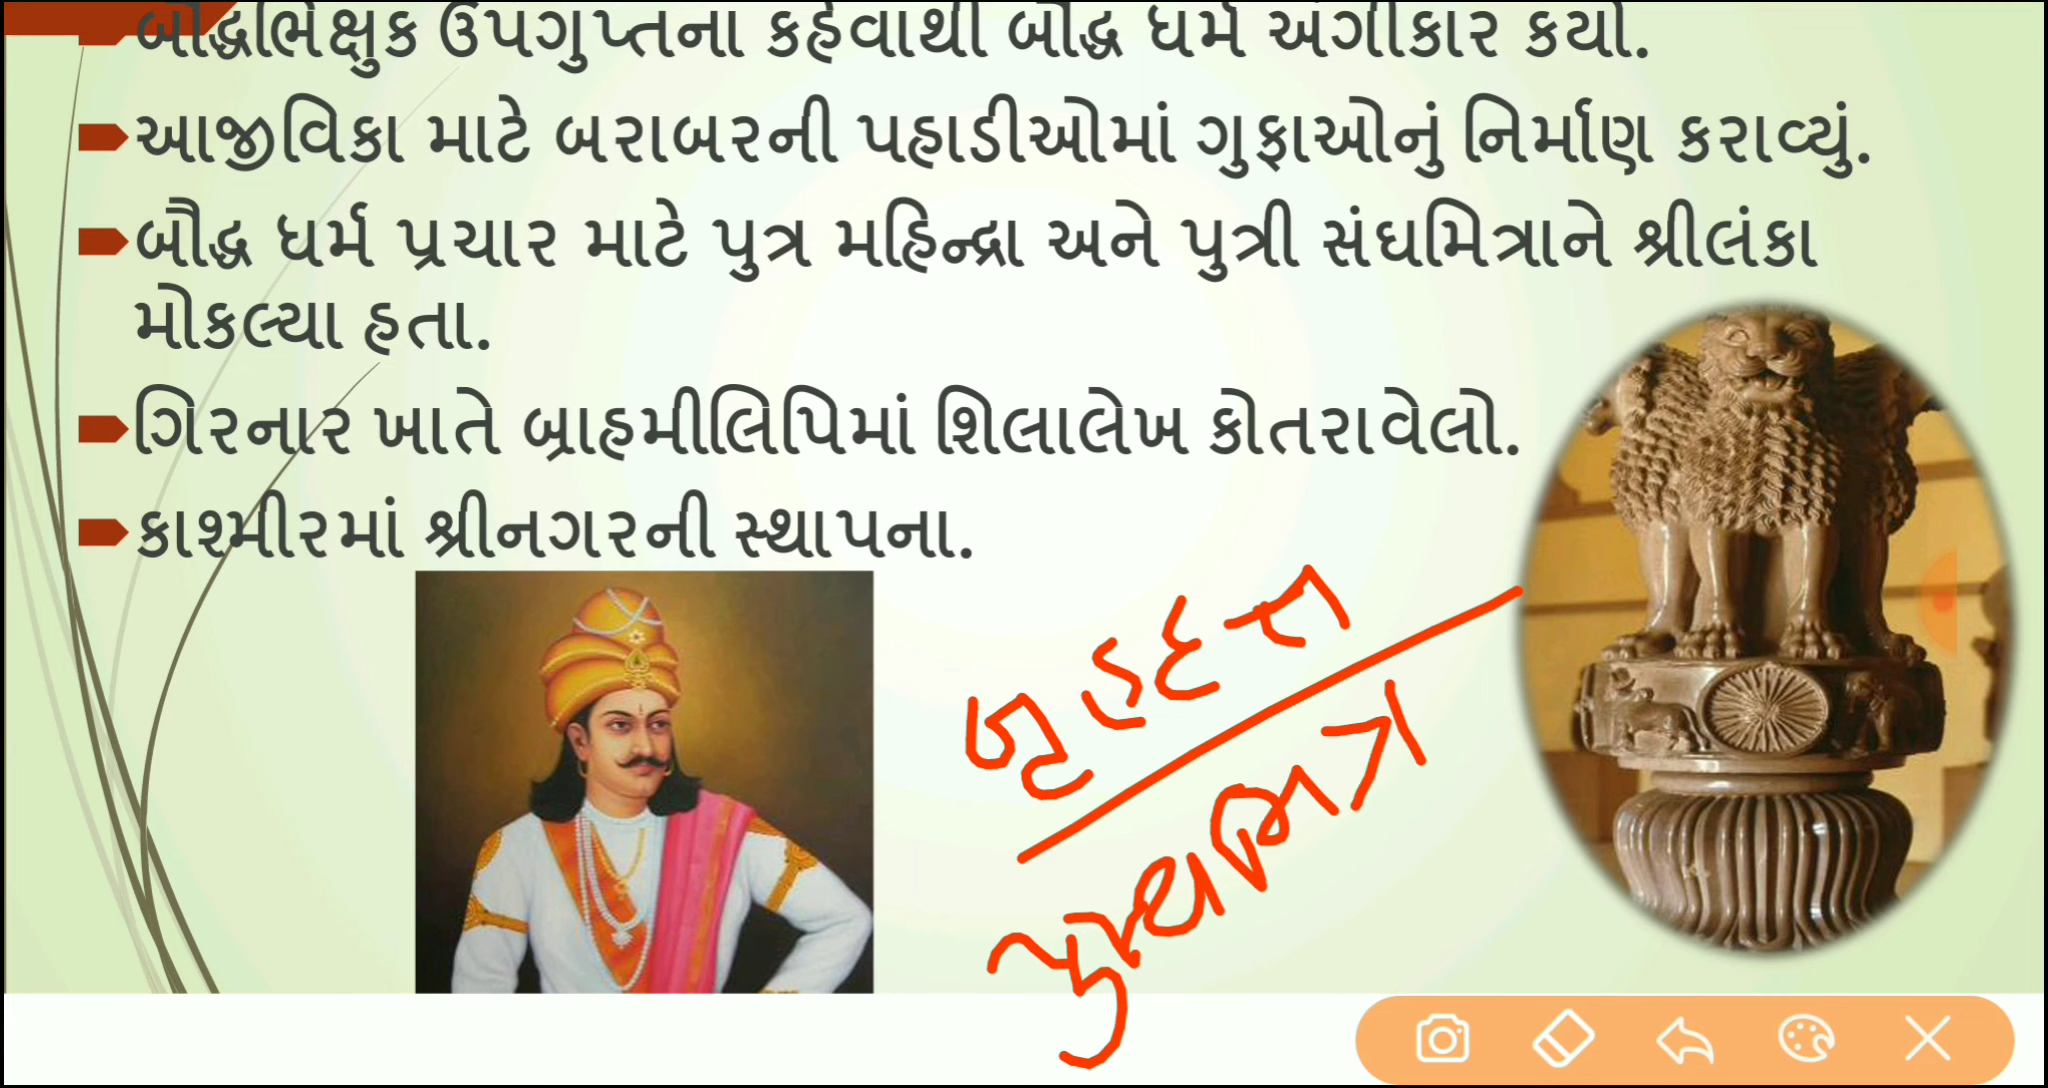 બૌદ્ધભિક્ષુક ઉપગુપ્તના કહેવાથી બૌદ્ધ ધર્મ અંગીકાર કર્યો.
આજીવિકા માટે બરાબરની પહાડીઓમાં ગુફાઓનું નિર્માણ કરાવ્યું.
બૌદ્ધ ધર્મ પ્રચાર માટે પુત્ર મહિન્દ્રા અને પુત્રી સંઘમિત્રાને શ્રીલંકા
મોકલ્યા હતા.
ગિરનાર ખાતે બ્રાહમીલિપિમાં શિલાલેખ કોતરાવેલો.
કાશ્મીરમાં શ્રીનગરની સ્થાપના.